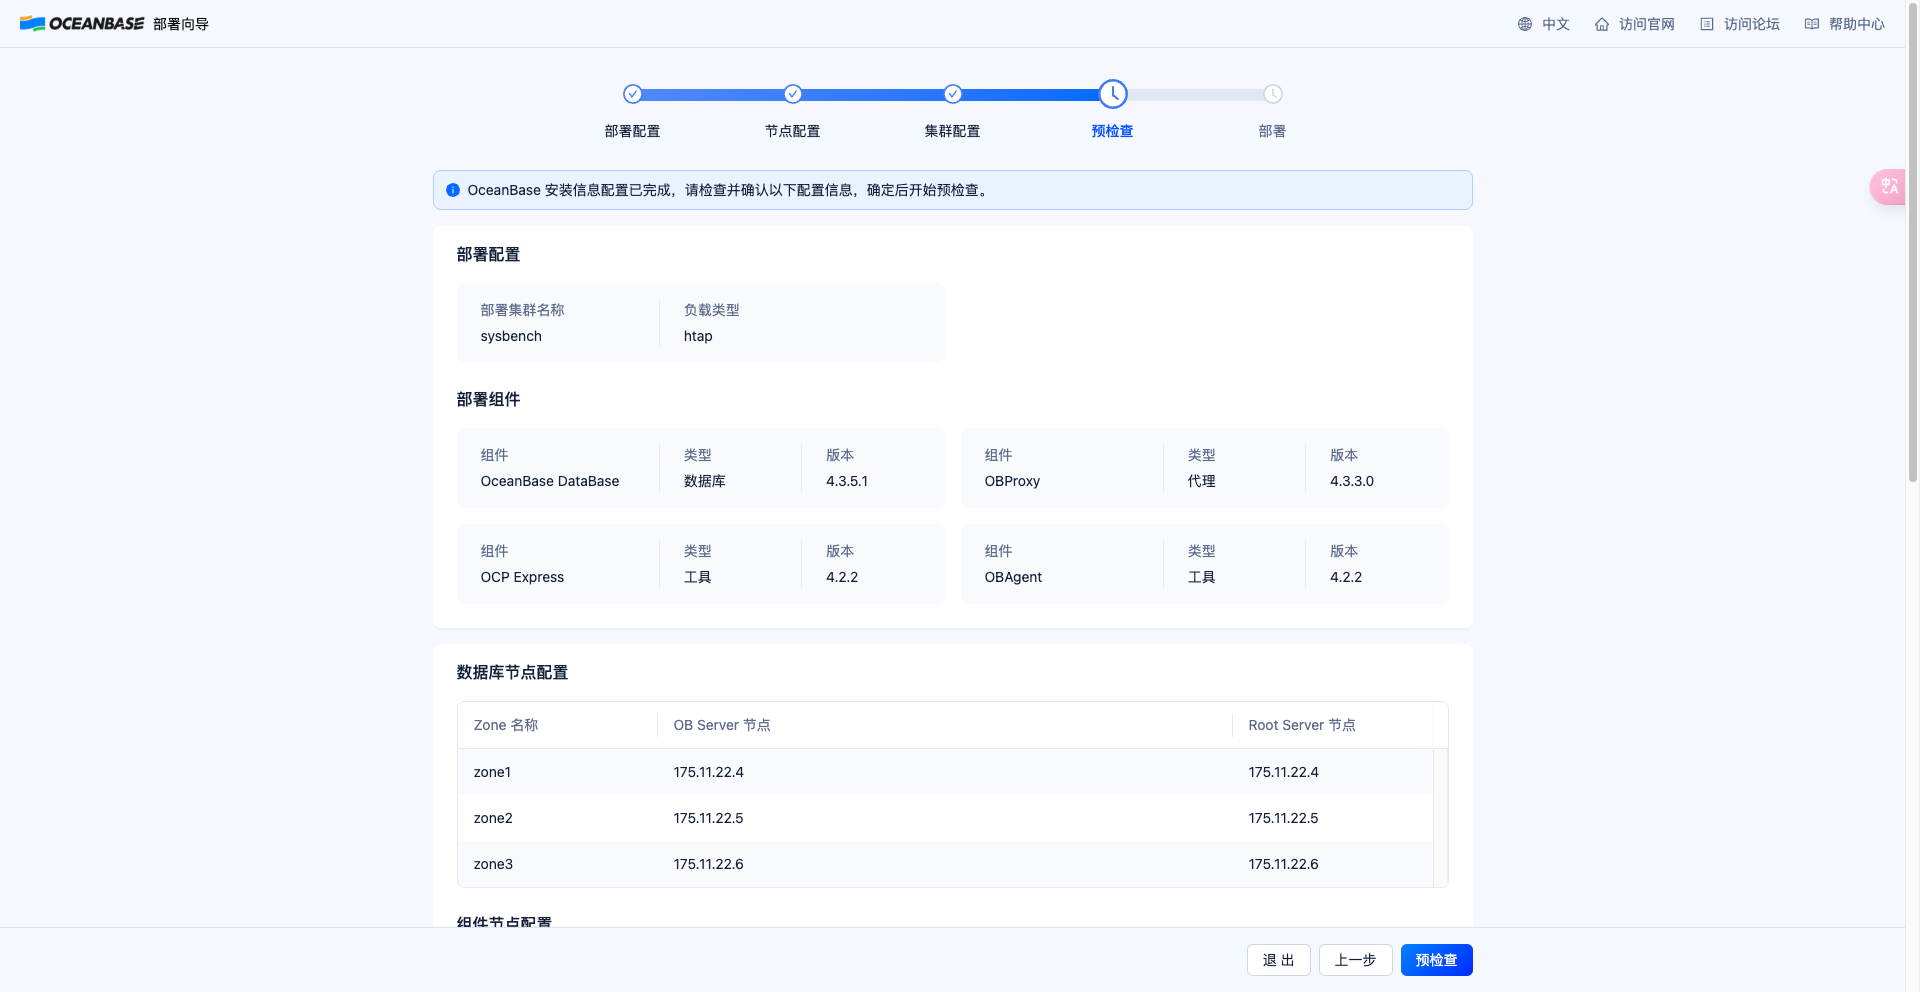 OCEANBASE 部署向导
中文 访问官网 访问论坛 帮助中心
部署配置 节点配置 集群配置 预检查 部署
OceanBase 安装信息配置已完成，请检查并确认以下配置信息，确定后开始预检查。
中 A
部署配置
部署集群名称 负载类型
sysbench htap
部署组件
组件 类型 版本 组件 类型 版本
OceanBase DataBase 数据库 4.3.5.1 OBProxy 代理 4.3.3.0
组件 类型 版本 组件 类型 版本
OCP Express 工具 4.2.2 OBAgent 工具 4.2.2
数据库节点配置
Zone 名称 OB Server 节点 Root Server 节点
zone1 175.11.22.4 175.11.22.4
zone2 175.11.22.5 175.11.22.5
zone3 175.11.22.6 175.11.22.6
组件节点配置
退 出 上一步 预检查